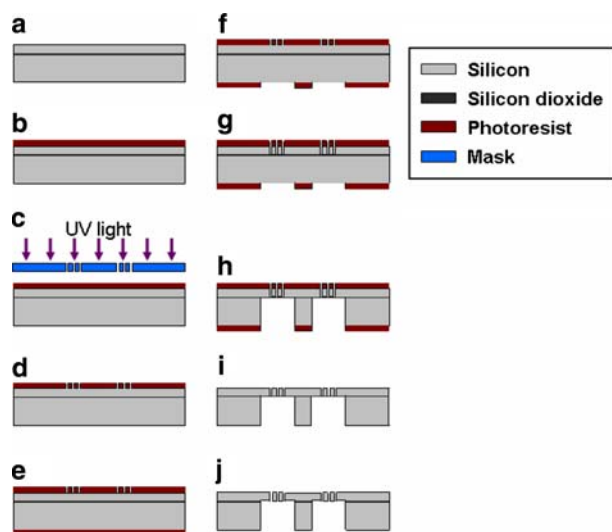 a
b
c
UV light
d
e
f
g
h
i
j
Silicon
Silicon dioxide
Photoresist
Mask